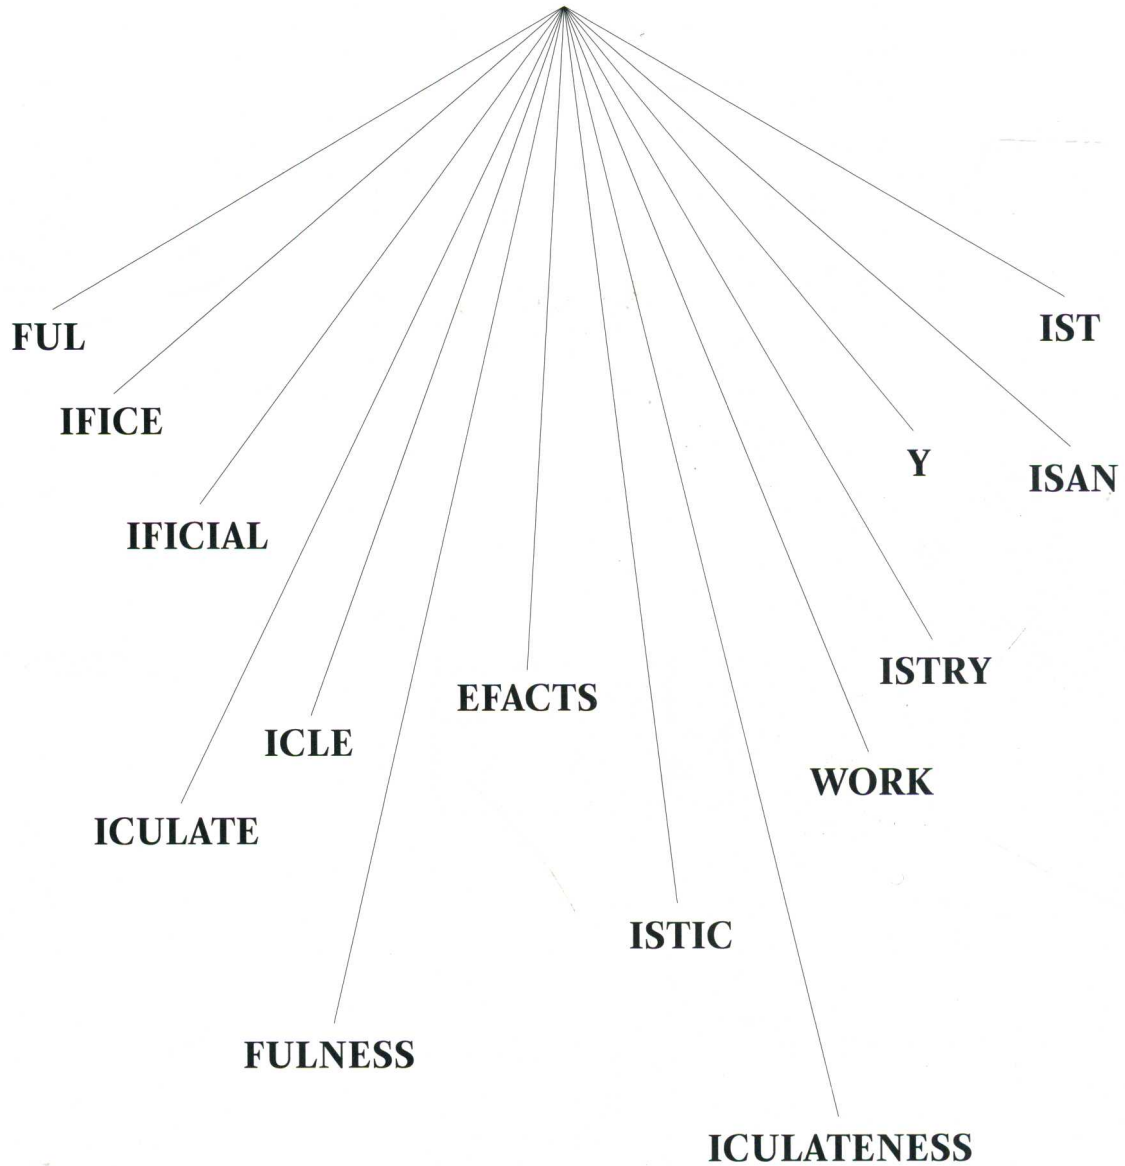 FUL
IST
IFICE
Y
ISAN
IFICIAL
ISTRY
EFACTS
ICLE
WORK
ICULATE
ISTIC
FULNESS
ICULATENESS